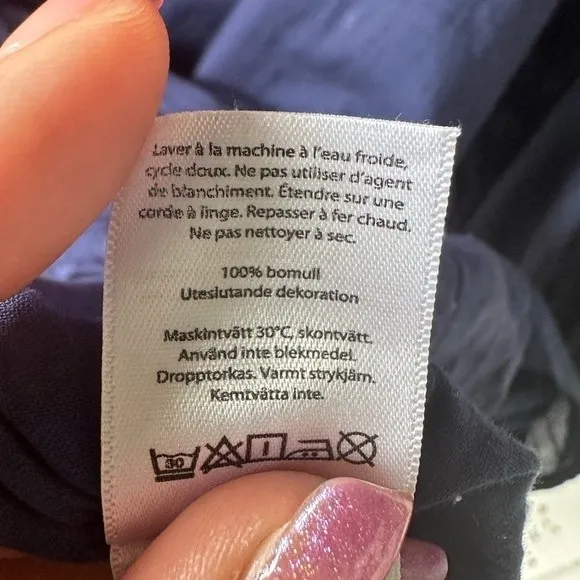 Laver à la machine à l'eau froide,
cycle doux. Ne pas utiliser d'agent
de blanchiment. Étendre sur une
corde à linge. Repasser à fer chaud.
Ne pas nettoyer à sec.
100% bomull
Uteslutande dekoration
Maskintvätt 30°C, skontvätt.
Använd inte blekmedel.
Dropptorkas. Varmt strykjärn.
Kemtvätta inte.
30